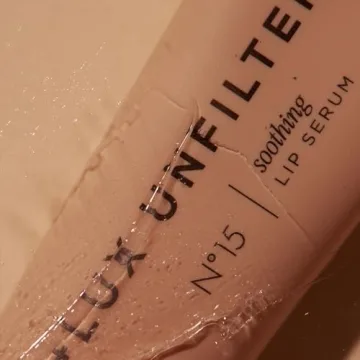 LUX UNFILTE
N°15
soothing
LIP SERUM